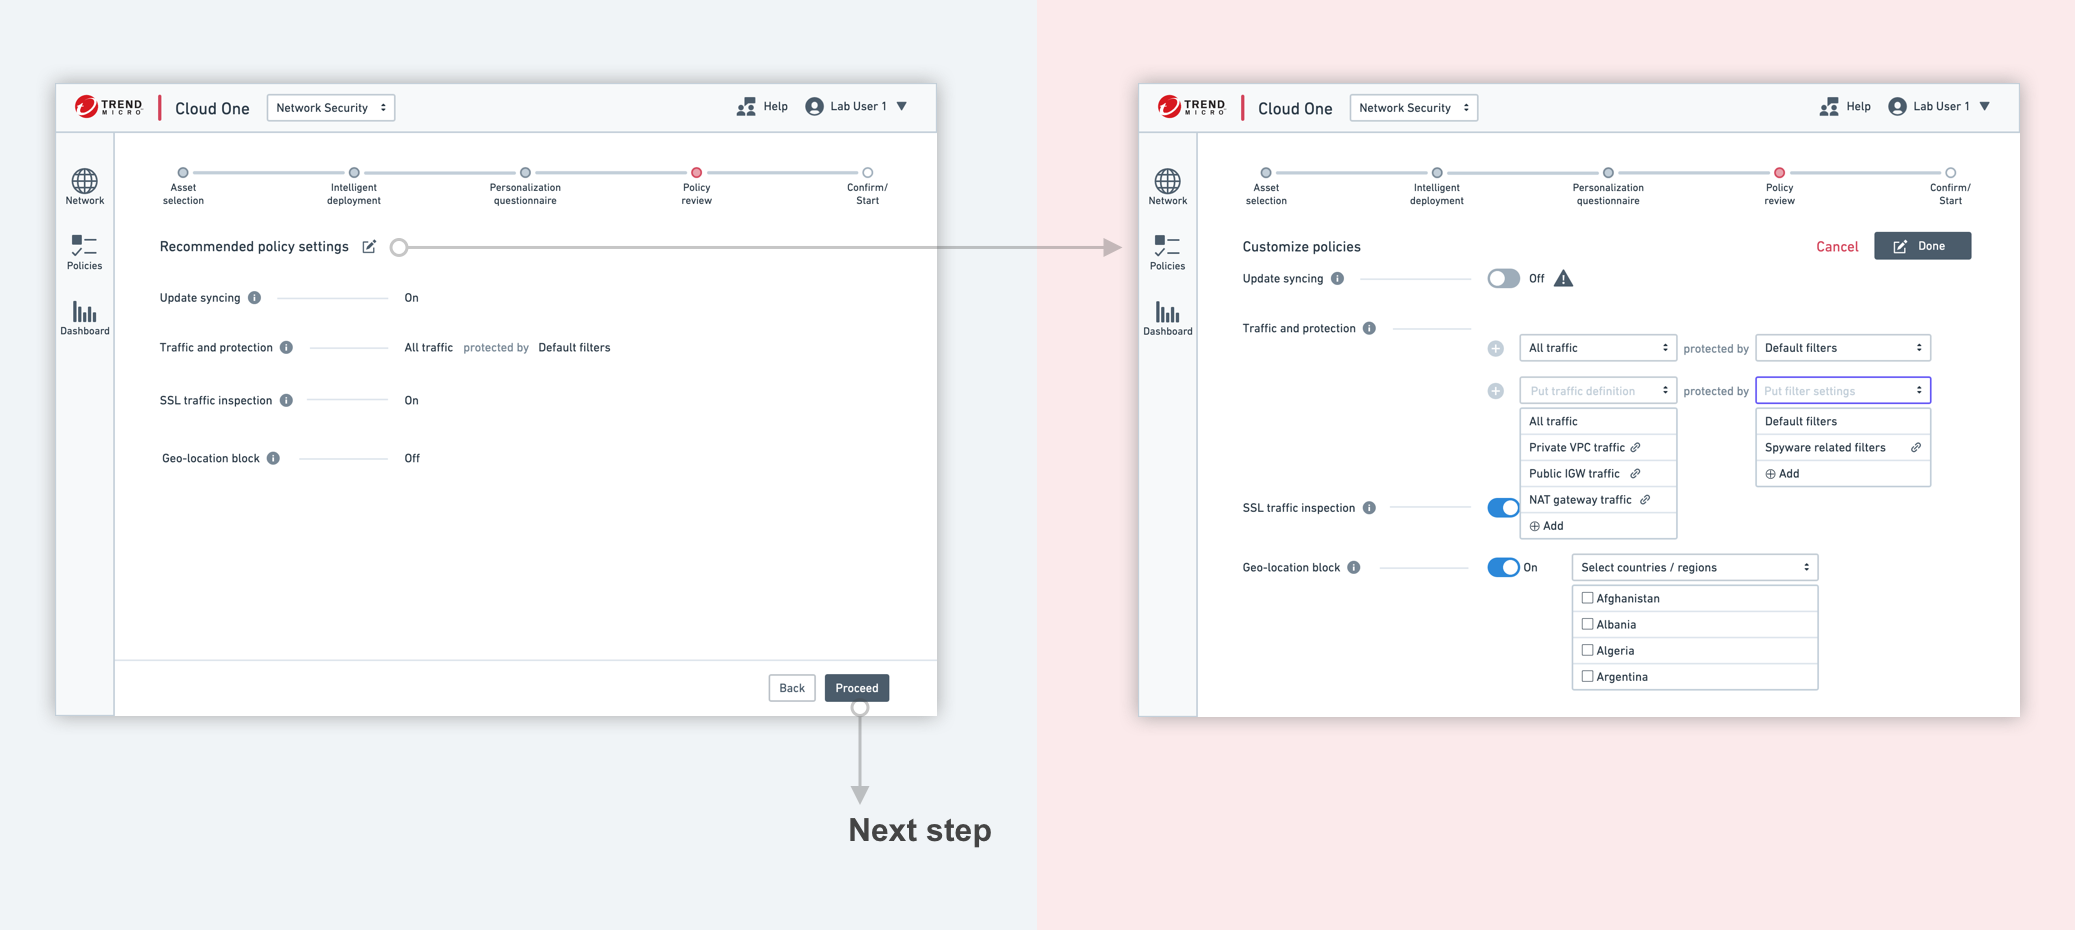 TREND MICRO
Cloud One
Network Security
Help
Lab User 1
Network
Policies
Dashboard
Asset selection
Intelligent deployment
Personalization questionnaire
Policy review
Confirm/ Start
Recommended policy settings
Update syncing
On
Traffic and protection
All traffic protected by Default filters
SSL traffic inspection
On
Geo-location block
Off
Back
Proceed
Next step
TREND MICRO
Cloud One
Network Security
Help
Lab User 1
Network
Policies
Dashboard
Asset selection
Intelligent deployment
Personalization questionnaire
Policy review
Confirm/ Start
Customize policies
Cancel
Done
Update syncing
Off
Traffic and protection
All traffic protected by Default filters
Put traffic definition protected by Put filter settings
All traffic
Private VPC traffic
Public IGW traffic
NAT gateway traffic
Add
Default filters
Spyware related filters
Add
SSL traffic inspection
Geo-location block
On
Select countries / regions
Afghanistan
Albania
Algeria
Argentina